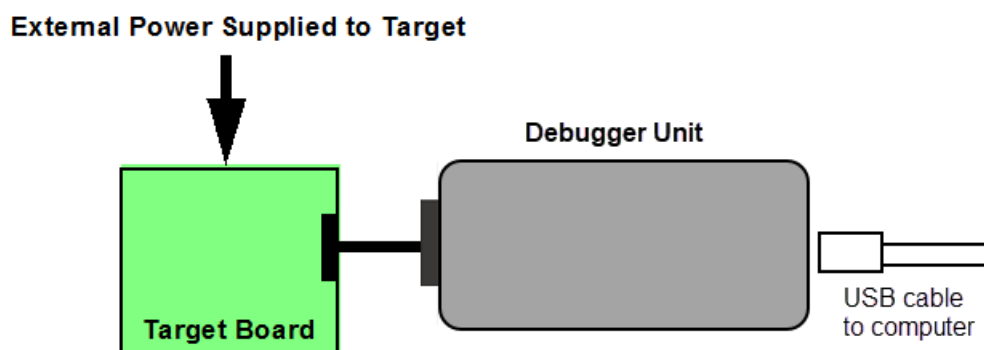 External Power Supplied to Target
Debugger Unit
USB cable
to computer
Target Board